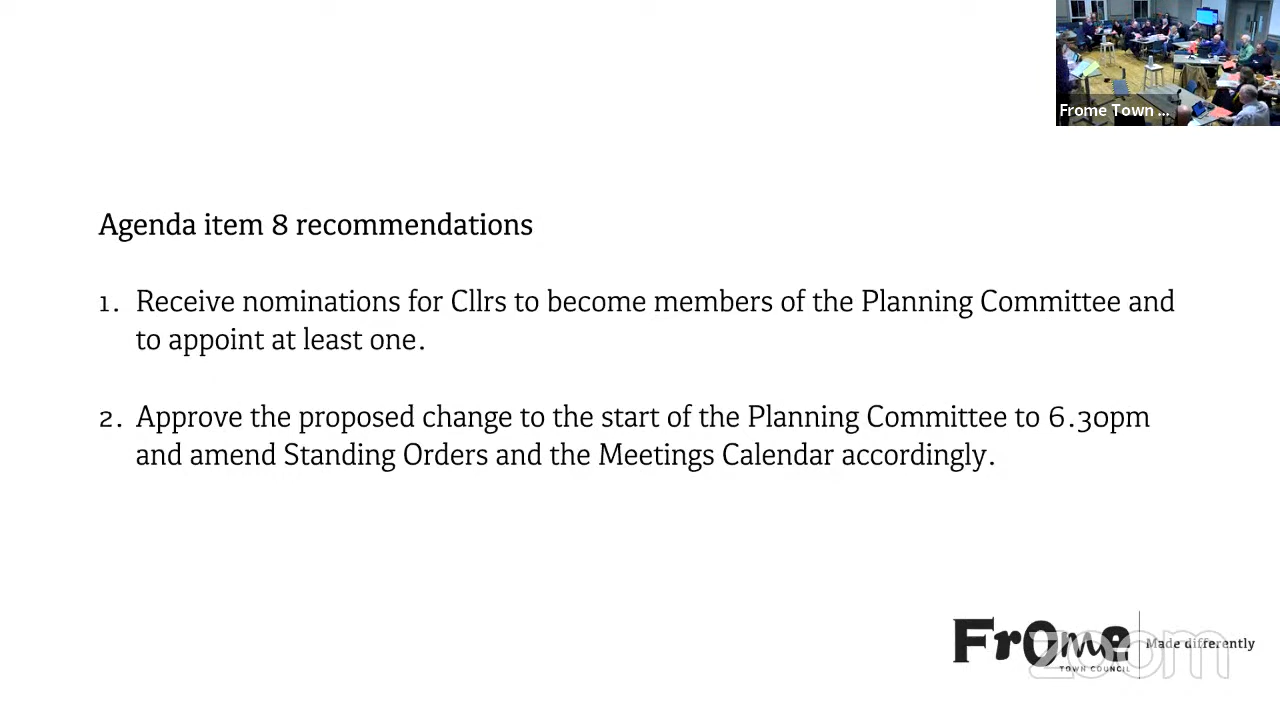 Frome Town ...
Agenda item 8 recommendations
1. Receive nominations for Cllrs to become members of the Planning Committee and
to appoint at least one.
2. Approve the proposed change to the start of the Planning Committee to 6.30pm
and amend Standing Orders and the Meetings Calendar accordingly.
Frome
TOWN COUNCIL
Made differently
zoom